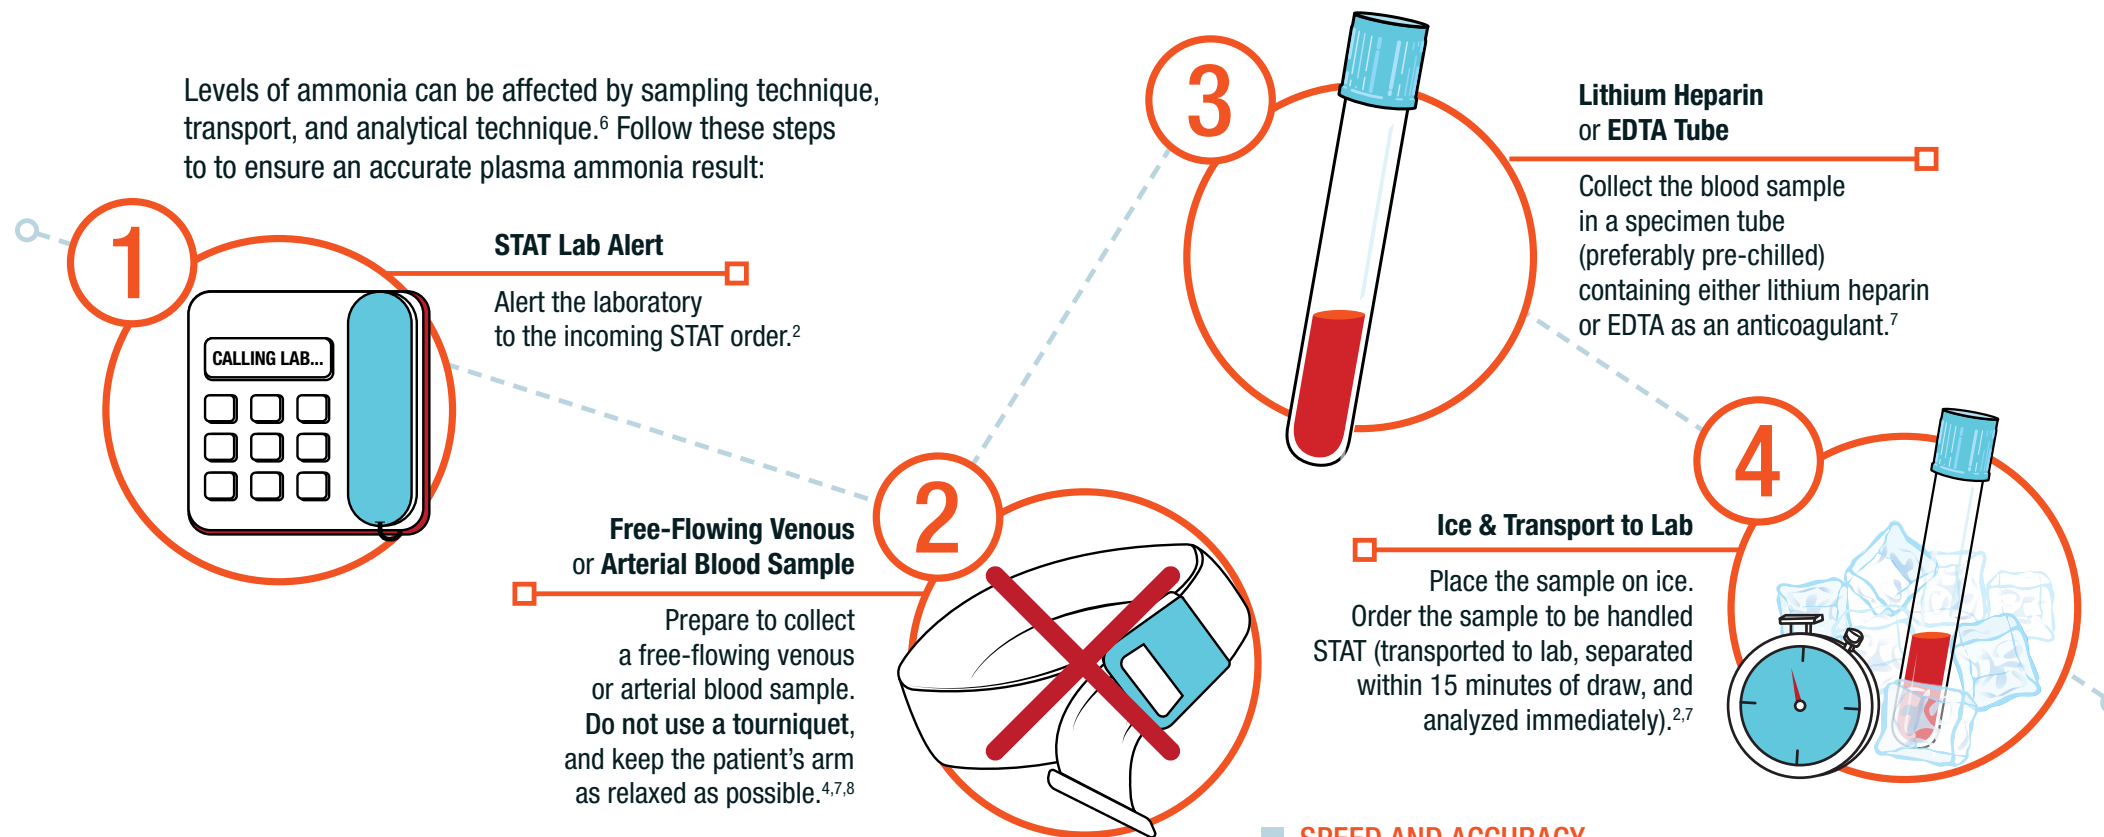 Levels of ammonia can be affected by sampling technique,
transport, and analytical technique.6 Follow these steps
to to ensure an accurate plasma ammonia result:
1
STAT Lab Alert
Alert the laboratory
to the incoming STAT order.2
CALLING LAB...
2
Free-Flowing Venous
or Arterial Blood Sample
Prepare to collect
a free-flowing venous
or arterial blood sample.
Do not use a tourniquet,
and keep the patient’s arm
as relaxed as possible.4,7,8
3
Lithium Heparin
or EDTA Tube
Collect the blood sample
in a specimen tube
(preferably pre-chilled)
containing either lithium heparin
or EDTA as an anticoagulant.7
4
Ice & Transport to Lab
Place the sample on ice.
Order the sample to be handled
STAT (transported to lab, separated
within 15 minutes of draw, and
analyzed immediately).2,7
SPEED AND ACCURACY